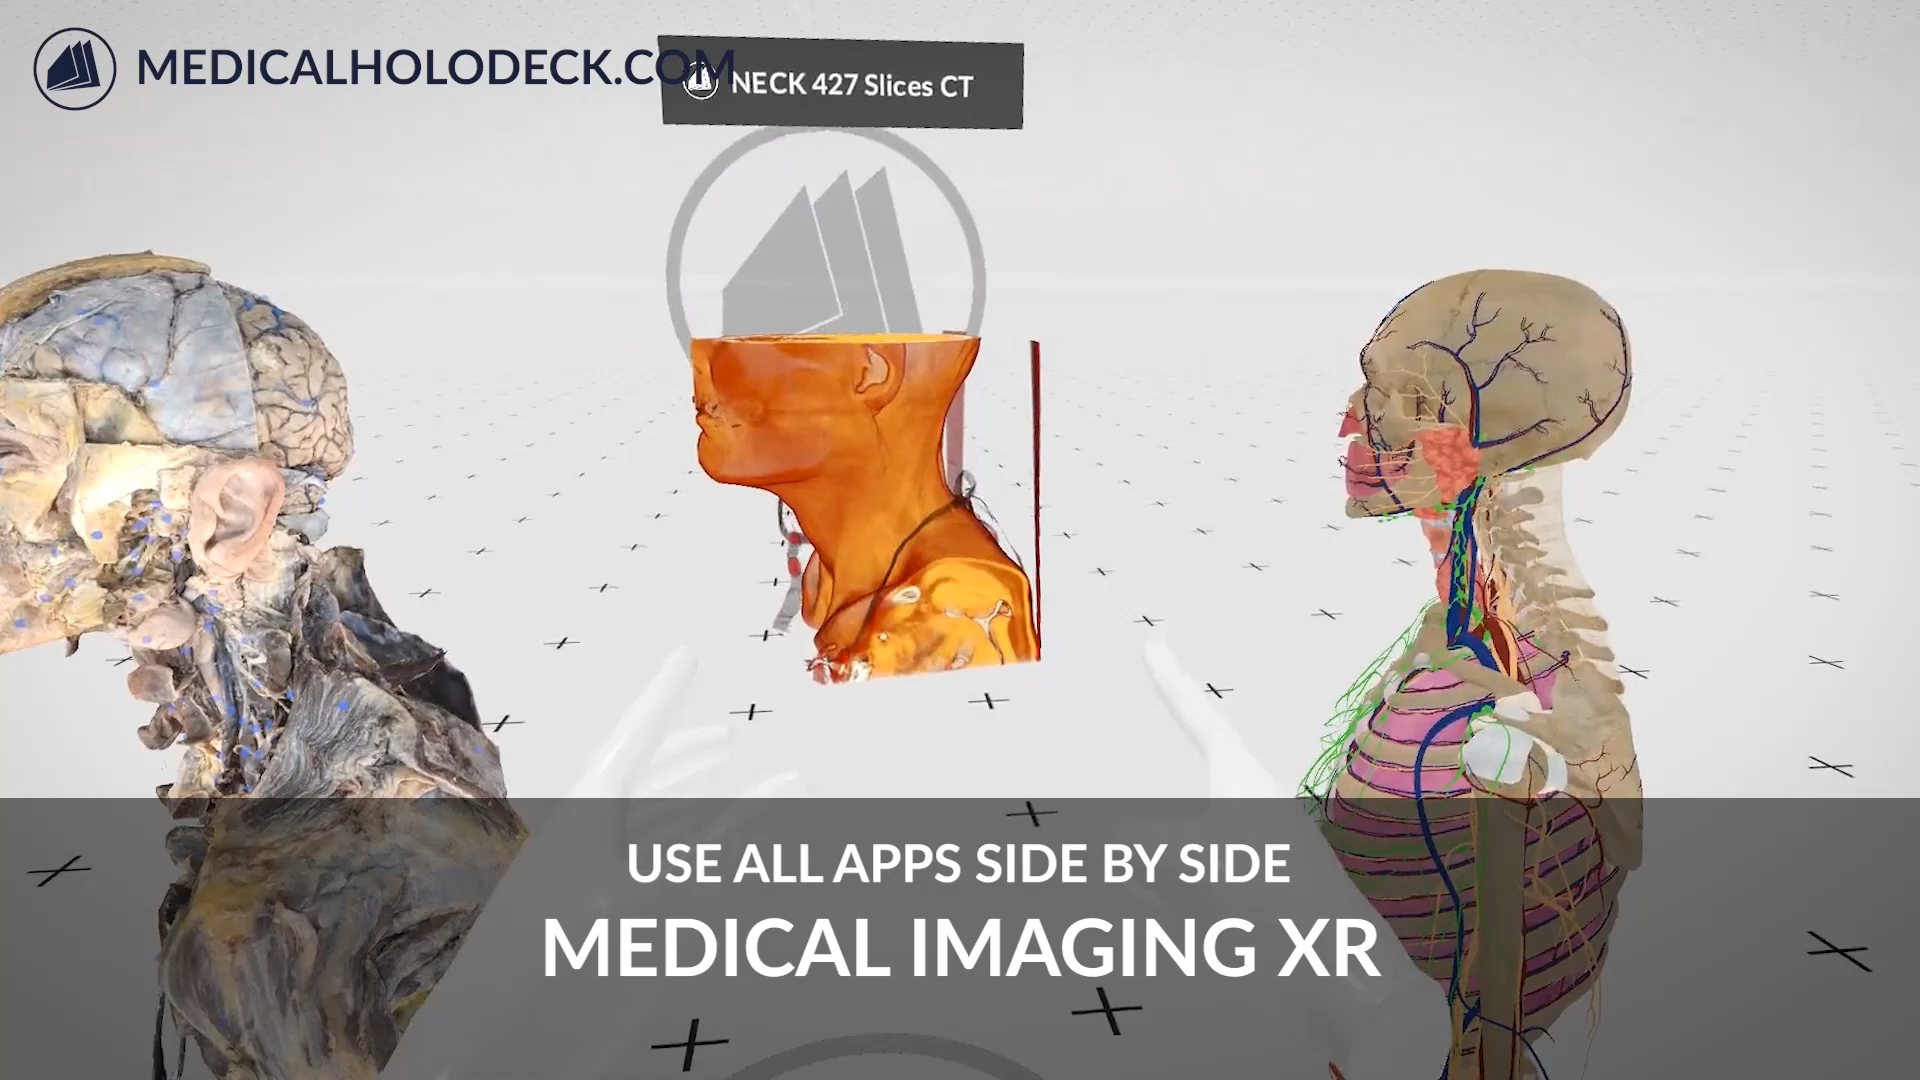 MEDICALHOLODECK.COM
NECK 427 Slices CT
USE ALL APPS SIDE BY SIDE
MEDICAL IMAGING XR